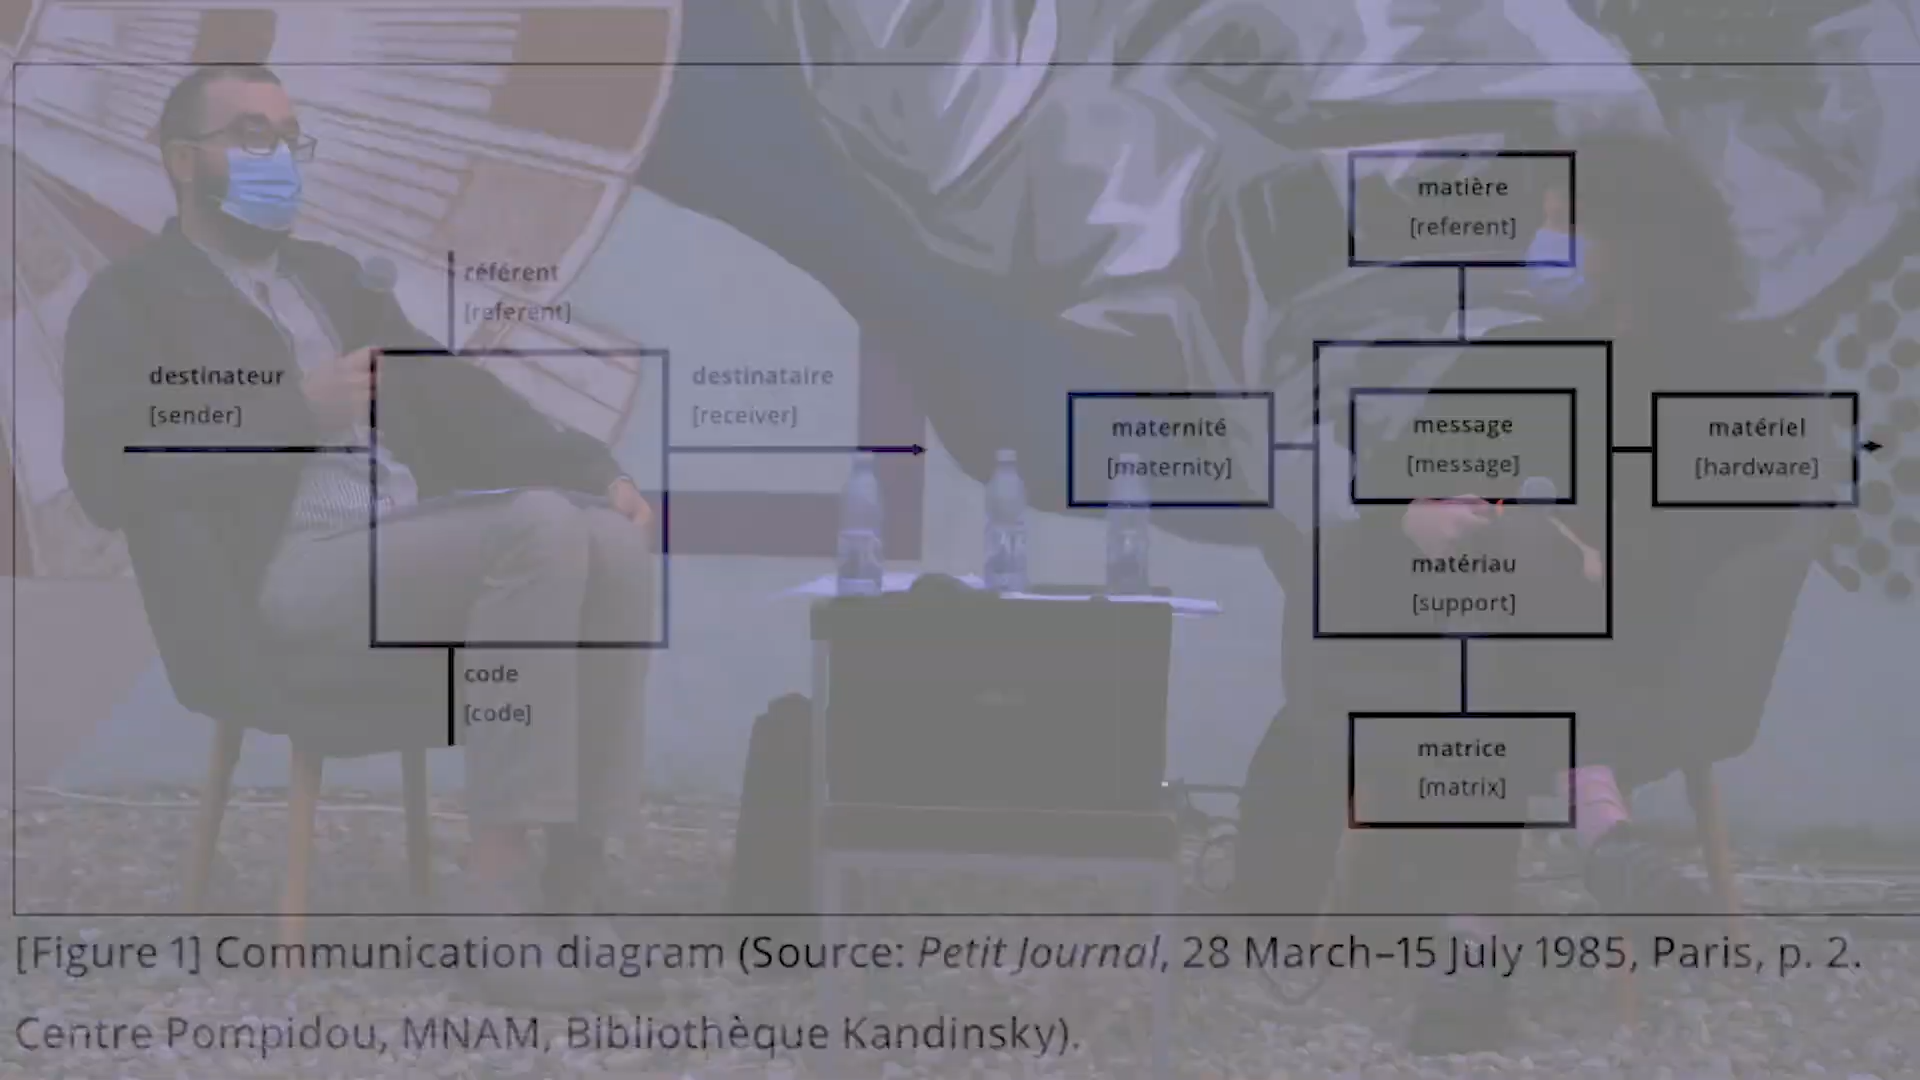 référent
[referent]
destinateur
[sender]
destinataire
[receiver]
code
[code]
matière
[referent]
maternité
[maternity]
message
[message]
matériel
[hardware]
matériau
[support]
matrice
[matrix]
[Figure 1] Communication diagram (Source: Petit Journal, 28 March–15 July 1985, Paris, p. 2.
Centre Pompidou, MNAM, Bibliothèque Kandinsky).